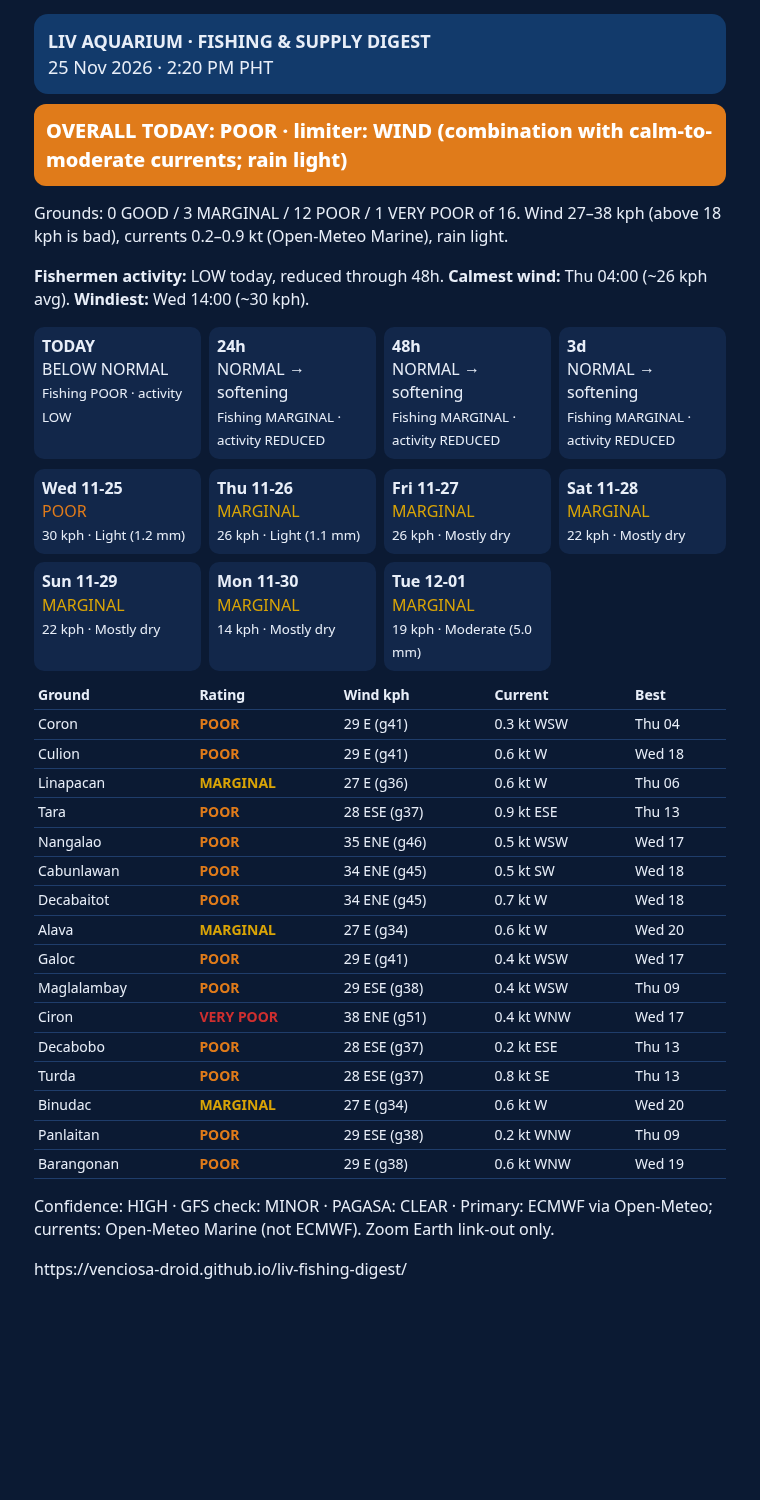 LIV AQUARIUM · FISHING & SUPPLY DIGEST
25 Nov 2026 · 2:20 PM PHT
OVERALL TODAY: POOR · limiter: WIND (combination with calm-to-
moderate currents; rain light)
Grounds: 0 GOOD / 3 MARGINAL / 12 POOR / 1 VERY POOR of 16. Wind 27–38 kph (above 18
kph is bad), currents 0.2–0.9 kt (Open-Meteo Marine), rain light.
Fishermen activity: LOW today, reduced through 48h. Calmest wind: Thu 04:00 (~26 kph
avg). Windiest: Wed 14:00 (~30 kph).
TODAY
BELOW NORMAL
Fishing POOR · activity
LOW
24h
NORMAL →
softening
Fishing MARGINAL ·
activity REDUCED
48h
NORMAL →
softening
Fishing MARGINAL ·
activity REDUCED
3d
NORMAL →
softening
Fishing MARGINAL ·
activity REDUCED
Wed 11-25
POOR
30 kph · Light (1.2 mm)
Thu 11-26
MARGINAL
26 kph · Light (1.1 mm)
Fri 11-27
MARGINAL
26 kph · Mostly dry
Sat 11-28
MARGINAL
22 kph · Mostly dry
Sun 11-29
MARGINAL
22 kph · Mostly dry
Mon 11-30
MARGINAL
14 kph · Mostly dry
Tue 12-01
MARGINAL
19 kph · Moderate (5.0
mm)
Ground Rating Wind kph Current Best
Coron POOR 29 E (g41) 0.3 kt WSW Thu 04
Culion POOR 29 E (g41) 0.6 kt W Wed 18
Linapacan MARGINAL 27 E (g36) 0.6 kt W Thu 06
Tara POOR 28 ESE (g37) 0.9 kt ESE Thu 13
Nangalao POOR 35 ENE (g46) 0.5 kt WSW Wed 17
Cabunlawan POOR 34 ENE (g45) 0.5 kt SW Wed 18
Decabaitot POOR 34 ENE (g45) 0.7 kt W Wed 18
Alava MARGINAL 27 E (g34) 0.6 kt W Wed 20
Galoc POOR 29 E (g41) 0.4 kt WSW Wed 17
Maglalambay POOR 29 ESE (g38) 0.4 kt WSW Thu 09
Ciron VERY POOR 38 ENE (g51) 0.4 kt WNW Wed 17
Decabobo POOR 28 ESE (g37) 0.2 kt ESE Thu 13
Turda POOR 28 ESE (g37) 0.8 kt SE Thu 13
Binudac MARGINAL 27 E (g34) 0.6 kt W Wed 20
Panlaitan POOR 29 ESE (g38) 0.2 kt WNW Thu 09
Barangonan POOR 29 E (g38) 0.6 kt WNW Wed 19
Confidence: HIGH · GFS check: MINOR · PAGASA: CLEAR · Primary: ECMWF via Open-Meteo;
currents: Open-Meteo Marine (not ECMWF). Zoom Earth link-out only.
https://venciosa-droid.github.io/liv-fishing-digest/